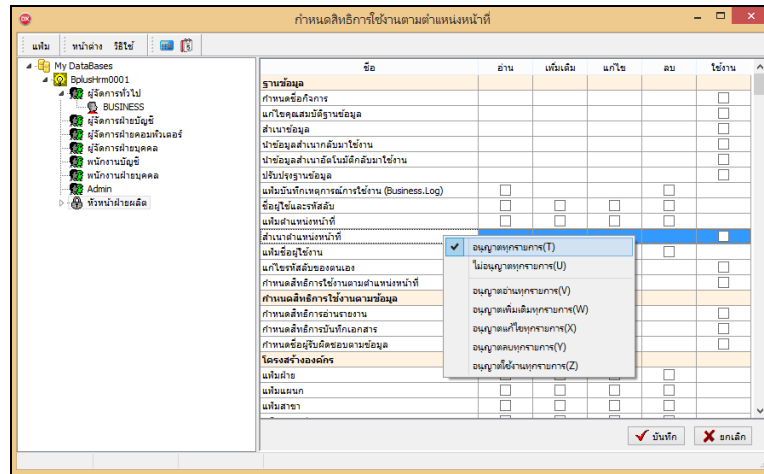 กำหนดสิทธิการใช้งานตามตำแหน่งหน้าที่
แฟ้ม หน้าต่าง วิธีใช้
My DataBases
BplusHrm0001
ผู้จัดการทั่วไป
BUSINESS
ผู้จัดการฝ่ายบัญชี
ผู้จัดการฝ่ายคอมพิวเตอร์
ผู้จัดการฝ่ายบุคคล
พนักงานบัญชี
พนักงานฝ่ายบุคคล
Admin
หัวหน้าฝ่ายผลิต
ชื่อ อ่าน เพิ่มเติม แก้ไข ลบ ใช้งาน
ฐานข้อมูล
กำหนดชื่อกิจการ
แก้ไขคุณสมบัติฐานข้อมูล
สำเนาข้อมูล
นำข้อมูลสำเนากลับมาใช้งาน
นำข้อมูลสำเนาอัตโนมัติกลับมาใช้งาน
ปรับปรุงฐานข้อมูล
แฟ้มบันทึกเหตุการณ์การใช้งาน (Business.Log)
ชื่อผู้ใช้และรหัสลับ
แฟ้มตำแหน่งหน้าที่
สำเนาตำแหน่งหน้าที่
แฟ้มชื่อผู้ใช้งาน
แก้ไขรหัสลับของตนเอง
กำหนดสิทธิการใช้งานตามตำแหน่งหน้าที่
กำหนดสิทธิการใช้งานตามข้อมูล
กำหนดสิทธิการอ่านรายงาน
กำหนดสิทธิการบันทึกเอกสาร
กำหนดชื่อผู้รับผิดชอบตามข้อมูล
โครงสร้างองค์กร
แฟ้มฝ่าย
แฟ้มแผนก
แฟ้มสาขา
อนุญาตทุกรายการ(T)
ไม่อนุญาตทุกรายการ(U)
อนุญาตอ่านทุกรายการ(V)
อนุญาตเพิ่มเติมทุกรายการ(W)
อนุญาตแก้ไขทุกรายการ(X)
อนุญาตลบทุกรายการ(Y)
อนุญาตใช้งานทุกรายการ(Z)
บันทึก ยกเลิก